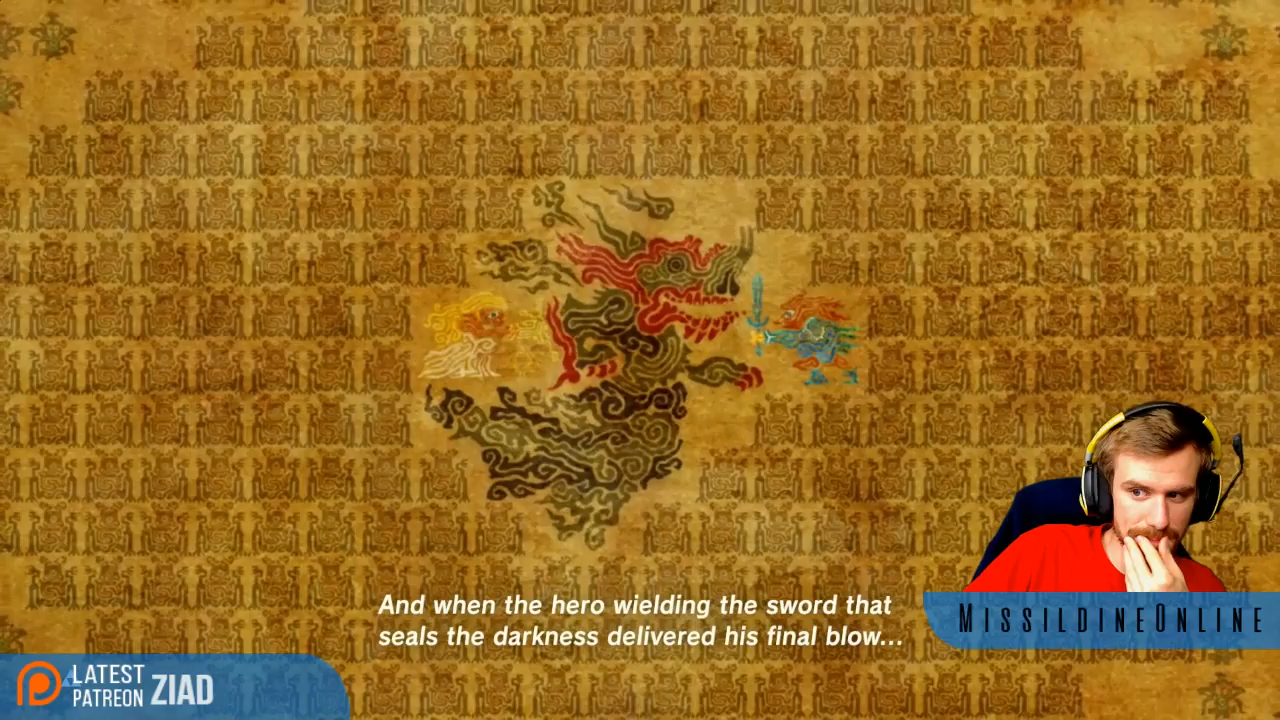 And when the hero wielding the sword that
seals the darkness delivered his final blow...
MISSILDINEONLINE
LATEST
PATREON ZIAD